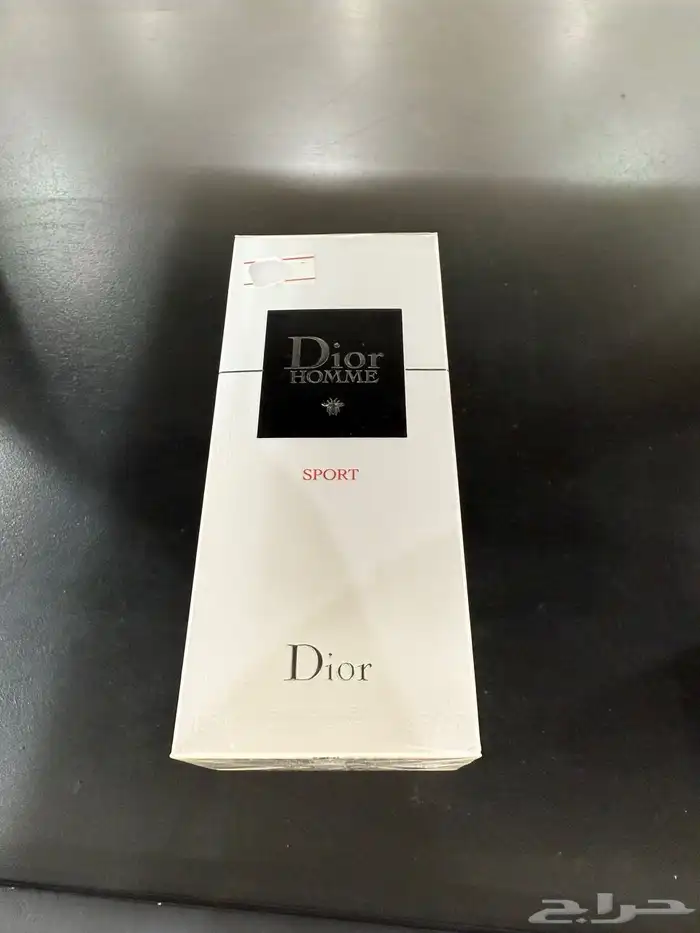 Dior
HOMME
SPORT
Dior
حراج